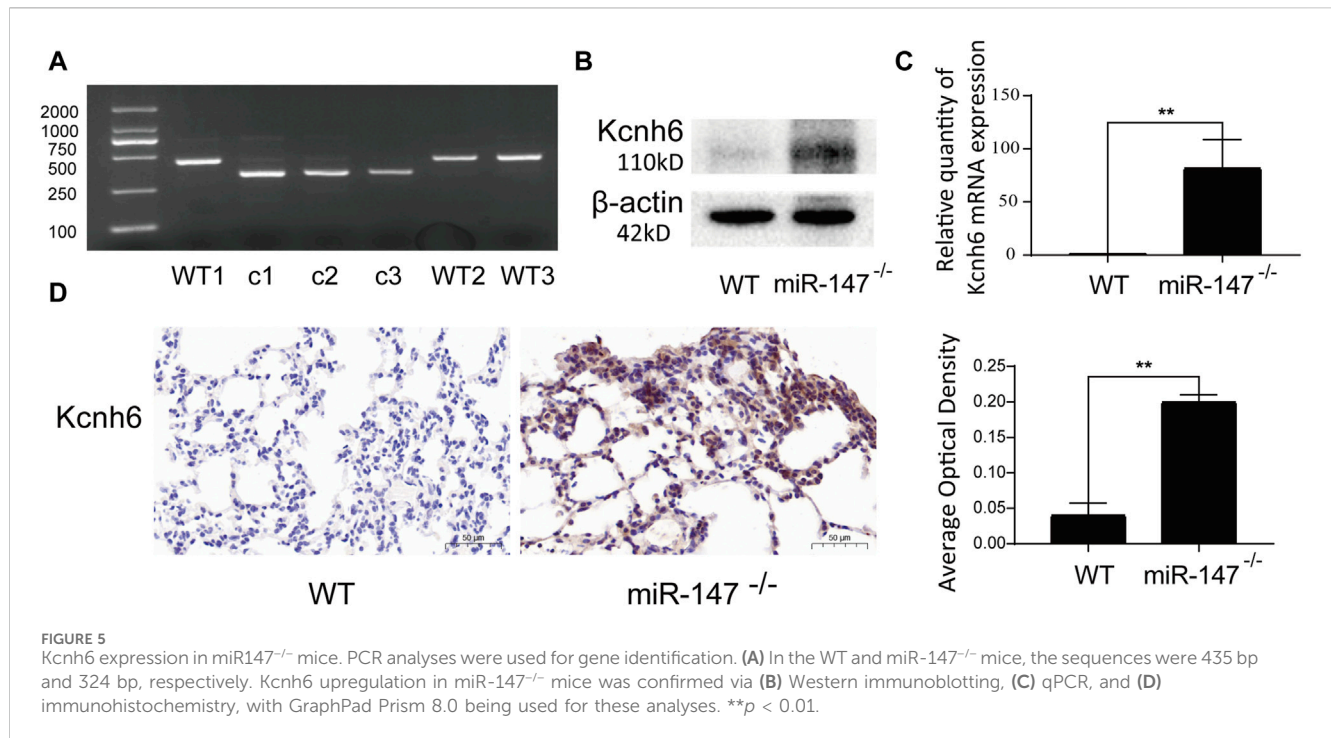 A
2000
1000
750
500
250
100
WT1 c1 c2 c3 WT2 WT3
B
Kcnh6
110kD
β-actin
42kD
WT miR-147 -/-
C
Relative quantity of
Kcnh6 mRNA expression
150
100
50
0
**
WT miR-147 -/-
D
Kcnh6
50 µm
50 µm
WT
miR-147 -/-
Average Optical Density
0.25
0.20
0.15
0.10
0.05
0.00
**
WT miR-147 -/-
FIGURE 5
Kcnh6 expression in miR147−/− mice. PCR analyses were used for gene identification. (A) In the WT and miR-147−/− mice, the sequences were 435 bp
and 324 bp, respectively. Kcnh6 upregulation in miR-147−/− mice was confirmed via (B) Western immunoblotting, (C) qPCR, and (D)
immunohistochemistry, with GraphPad Prism 8.0 being used for these analyses. **p < 0.01.